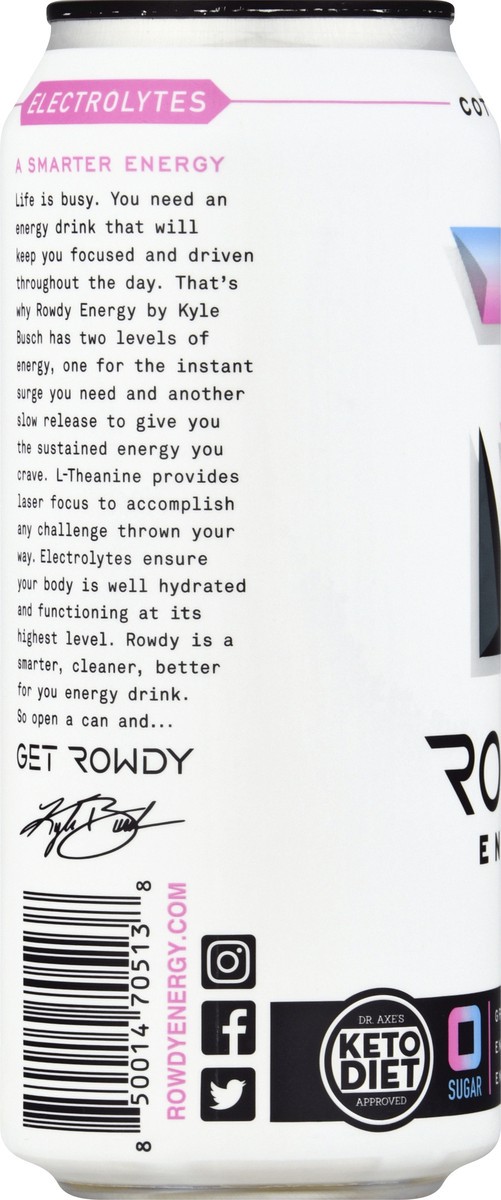 ELECTROLYTES
COT
A SMARTER ENERGY
Life is busy. You need an
energy drink that will
keep you focused and driven
throughout the day. That's
why Rowdy Energy by Kyle
Busch has two levels of
energy, one for the instant
surge you need and another
slow release to give you
the sustained energy you
crave. L-Theanine provides
laser focus to accomplish
any challenge thrown your
way. Electrolytes ensure
your body is well hydrated
and functioning at its
highest level. Rowdy is a
smarter, cleaner, better
for you energy drink.
So open a can and...
GET ROWDY
Kyle Busch
RO
EN
8 50014 70513 8
ROWDYENERGY.COM
DR. AXE'S
KETO
DIET
APPROVED
0
SUGAR